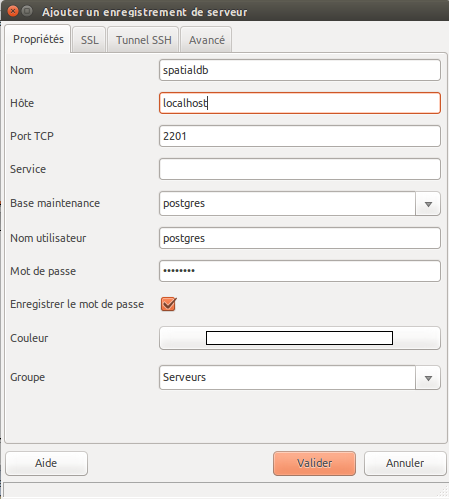 Ajouter un enregistrement de serveur
Propriétés SSL Tunnel SSH Avancé
Nom spatialdb
Hôte localhost
Port TCP 2201
Service
Base maintenance postgres
Nom utilisateur postgres
Mot de passe ••••••••
Enregistrer le mot de passe
Couleur
Groupe Serveurs
Aide Valider Annuler